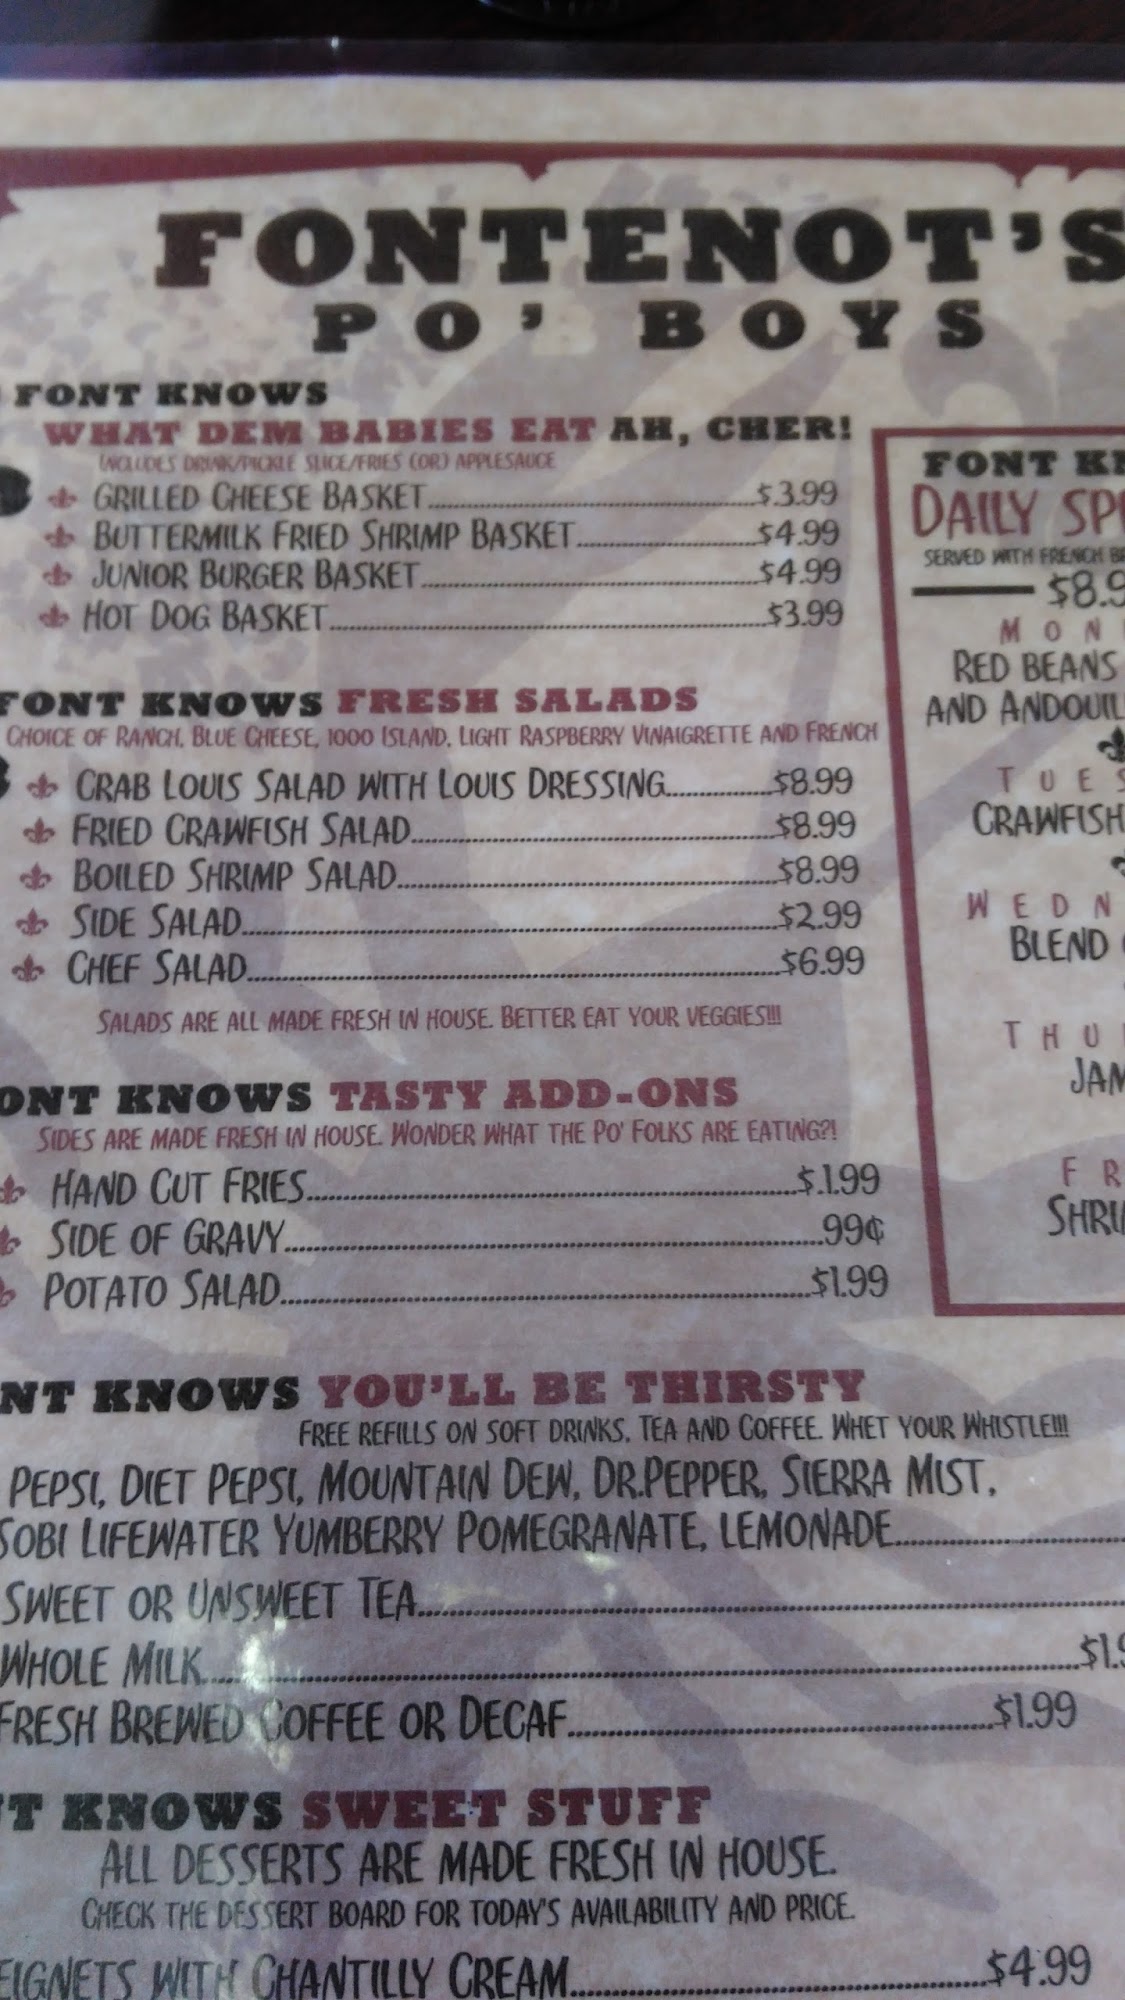 FONTENOT'S
PO' BOYS
FONT KNOWS
WHAT DEM BABIES EAT AH, CHER!
INCLUDES DRINK/PICKLE SLICE/FRIES (OR) APPLESAUCE
GRILLED CHEESE BASKET $3.99
BUTTERMILK FRIED SHRIMP BASKET $4.99
JUNIOR BURGER BASKET $4.99
HOT DOG BASKET $3.99
FONT KNOWS FRESH SALADS
CHOICE OF RANCH, BLUE CHEESE, 1000 ISLAND, LIGHT RASPBERRY VINAIGRETTE AND FRENCH
CRAB LOUIS SALAD WITH LOUIS DRESSING $8.99
FRIED CRAWFISH SALAD $8.99
BOILED SHRIMP SALAD $8.99
SIDE SALAD $2.99
CHEF SALAD $6.99
SALADS ARE ALL MADE FRESH IN HOUSE. BETTER EAT YOUR VEGGIES!!!
ONT KNOWS TASTY ADD-ONS
SIDES ARE MADE FRESH IN HOUSE. WONDER WHAT THE PO' FOLKS ARE EATING?!
HAND CUT FRIES $1.99
SIDE OF GRAVY .99¢
POTATO SALAD $1.99
NT KNOWS YOU'LL BE THIRSTY
FREE REFILLS ON SOFT DRINKS, TEA AND COFFEE. WHET YOUR WHISTLE!!!
PEPSI, DIET PEPSI, MOUNTAIN DEW, DR.PEPPER, SIERRA MIST,
SOBI LIFEWATER YUMBERRY POMEGRANATE, LEMONADE
SWEET OR UNSWEET TEA
WHOLE MILK $1.9
FRESH BREWED COFFEE OR DECAF $1.99
T KNOWS SWEET STUFF
ALL DESSERTS ARE MADE FRESH IN HOUSE.
CHECK THE DESSERT BOARD FOR TODAY'S AVAILABILITY AND PRICE.
EIGNETS WITH CHANTILLY CREAM $4.99
FONT KN
DAILY SPE
SERVED WITH FRENCH BR
$8.9
MON
RED BEANS
AND ANDOUIL
TUES
CRAWFISH
WEDN
BLEND
THU
JAM
FR
SHRI